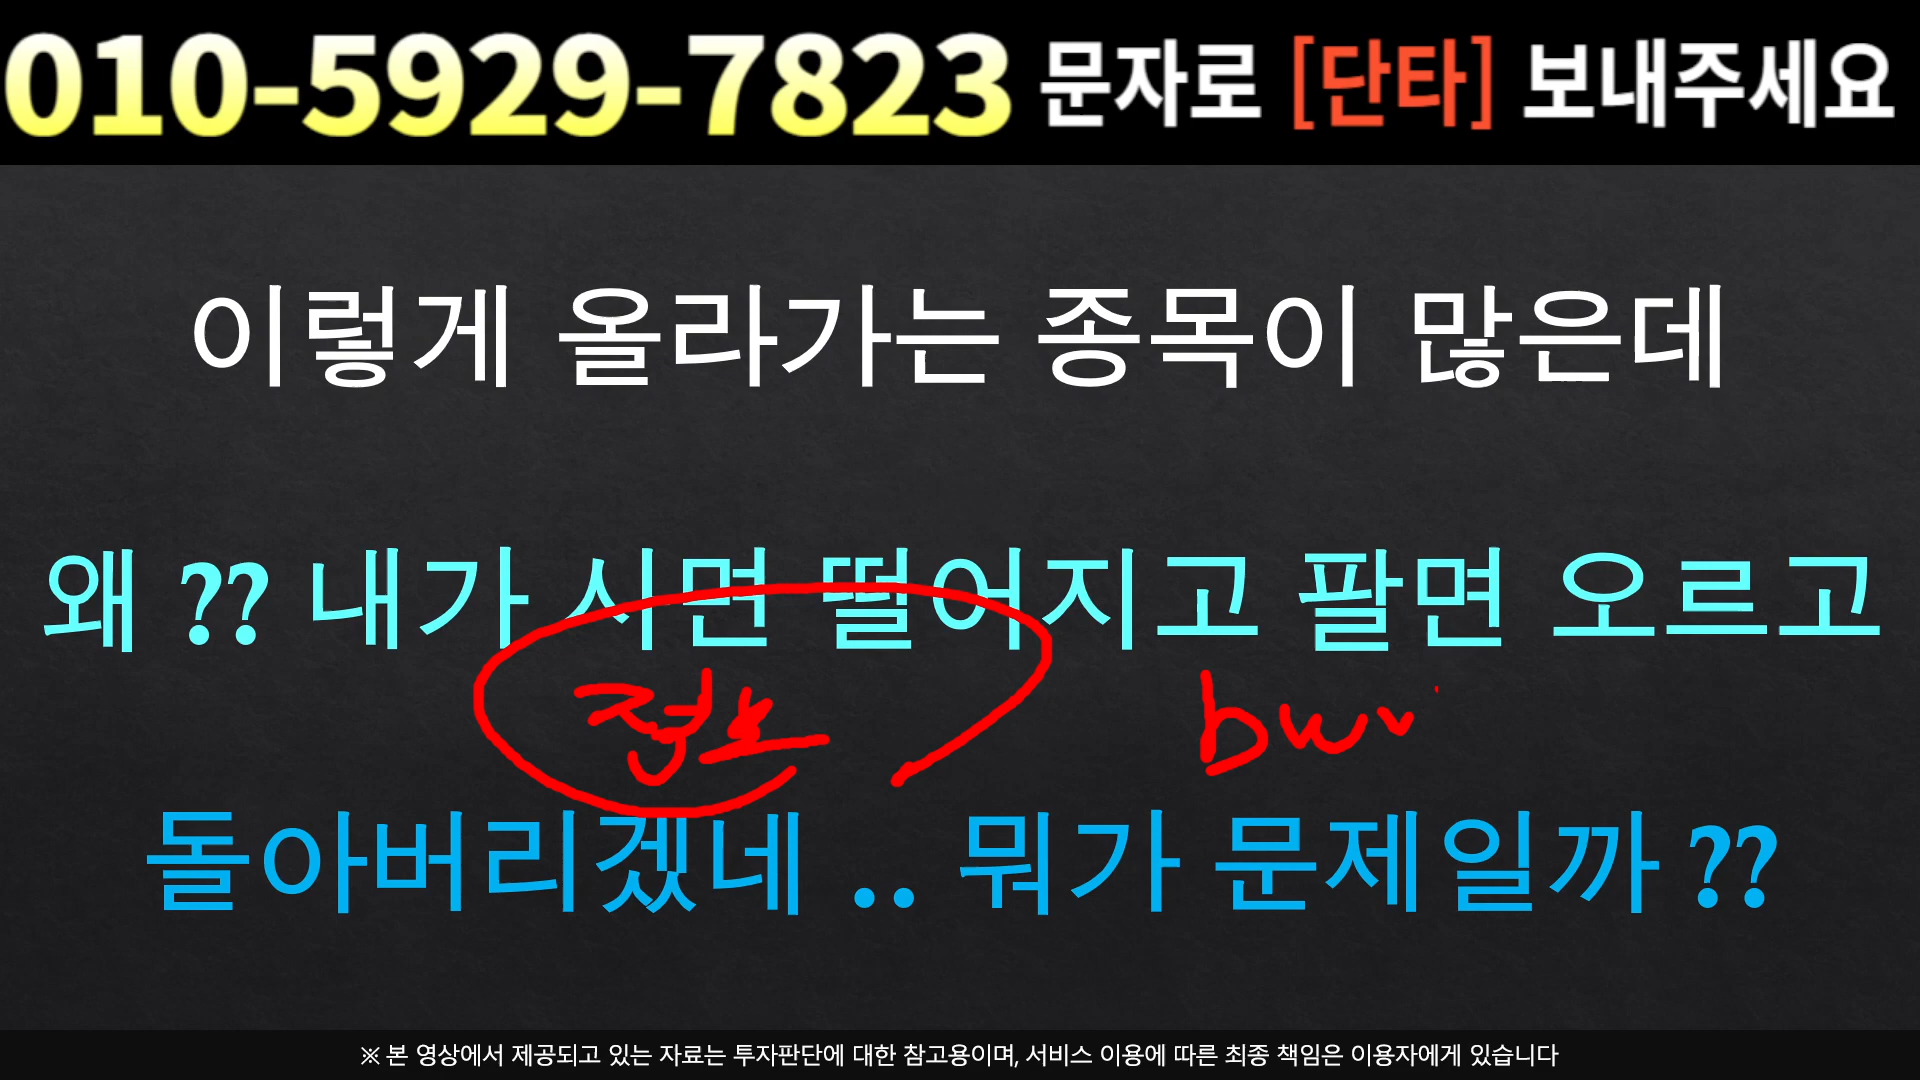 010-5929-7823 문자로 [단타] 보내주세요
이렇게 올라가는 종목이 많은데
왜 ?? 내가 사면 떨어지고 팔면 오르고
정보
돌아버리겠네 .. 뭐가 문제일까 ??
※ 본 영상에서 제공되고 있는 자료는 투자판단에 대한 참고용이며, 서비스 이용에 따른 최종 책임은 이용자에게 있습니다